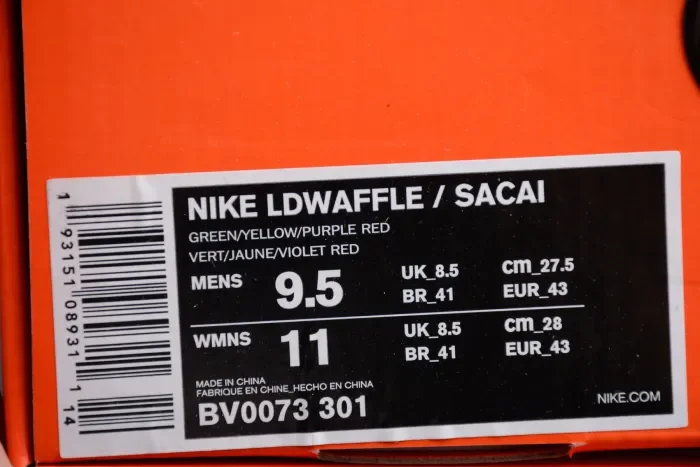 NIKE LDWAFFLE / SACAI
GREEN/YELLOW/PURPLE RED
VERT/JAUNE/VIOLET RED
MENS 9.5 UK_8.5 cm_27.5
BR_41 EUR_43
WMNS 11 UK_8.5 cm_28
BR_41 EUR_43
MADE IN CHINA
FABRIQUE EN CHINE_HECHO EN CHINA
BV0073 301
NIKE.COM
1 93151 08931 1 14